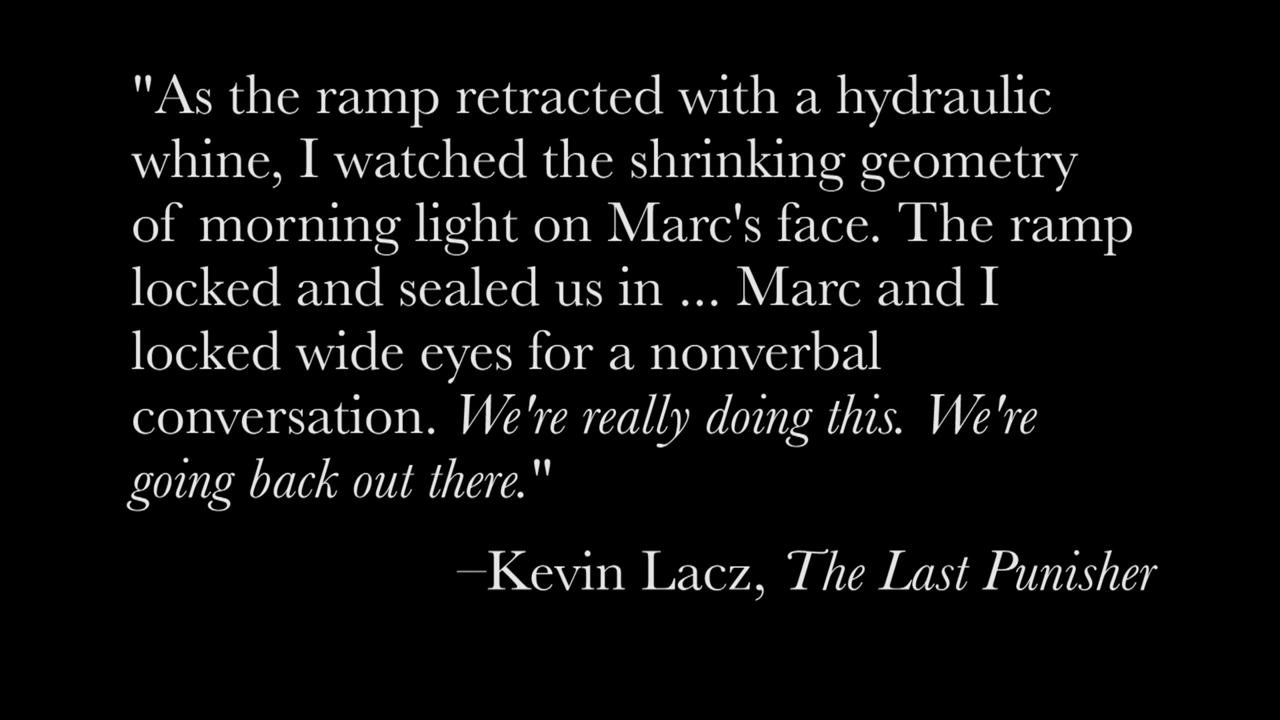 "As the ramp retracted with a hydraulic
whine, I watched the shrinking geometry
of morning light on Marc's face. The ramp
locked and sealed us in ... Marc and I
locked wide eyes for a nonverbal
conversation. We're really doing this. We're
going back out there."
–Kevin Lacz, The Last Punisher